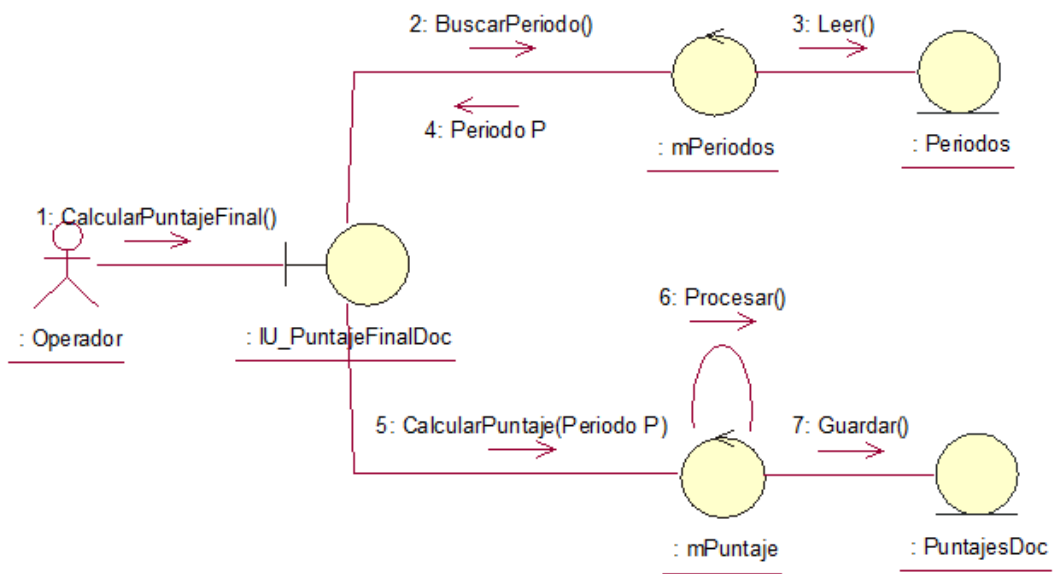 2: BuscarPeriodo()
3: Leer()
4: Periodo P
: mPeriodos
: Periodos
1: CalcularPuntajeFinal()
: Operador
: IU_PuntajeFinalDoc
6: Procesar()
5: CalcularPuntaje(Periodo P)
7: Guardar()
: mPuntaje
: PuntajesDoc